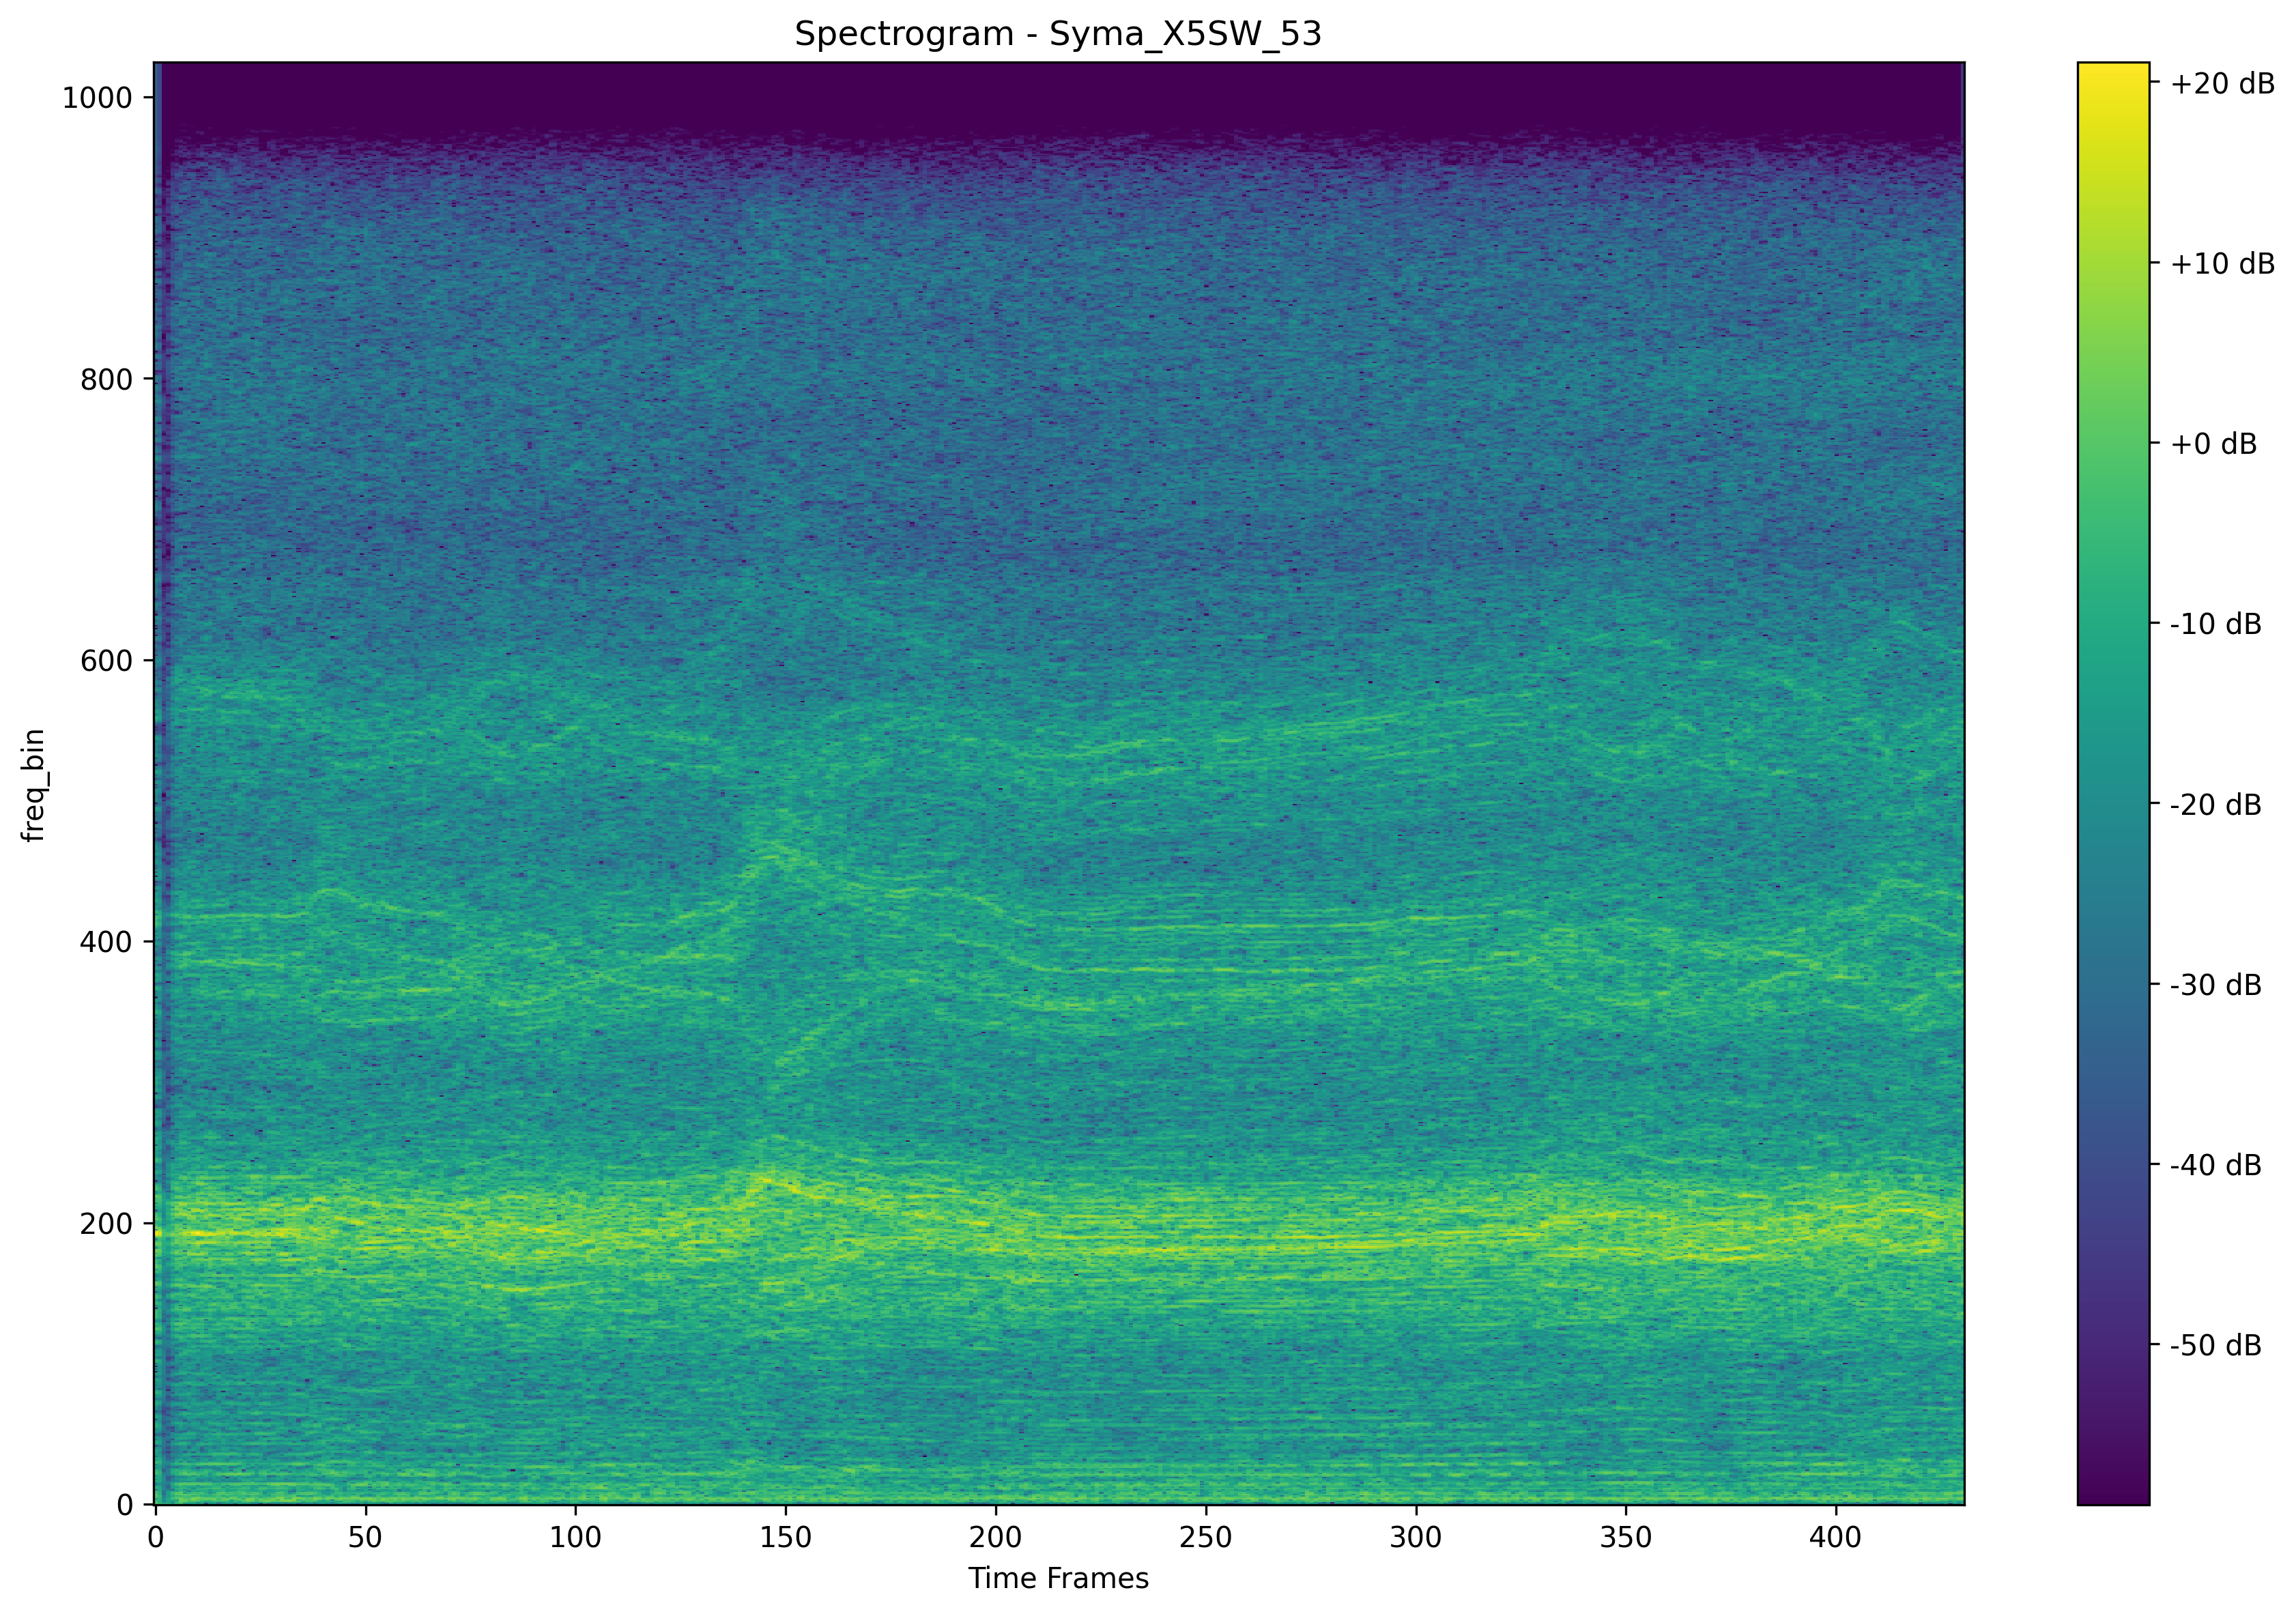 Spectrogram - Syma_X5SW_53
1000
800
600
400
200
0
freq_bin
0 50 100 150 200 250 300 350 400
Time Frames
+20 dB
+10 dB
+0 dB
-10 dB
-20 dB
-30 dB
-40 dB
-50 dB